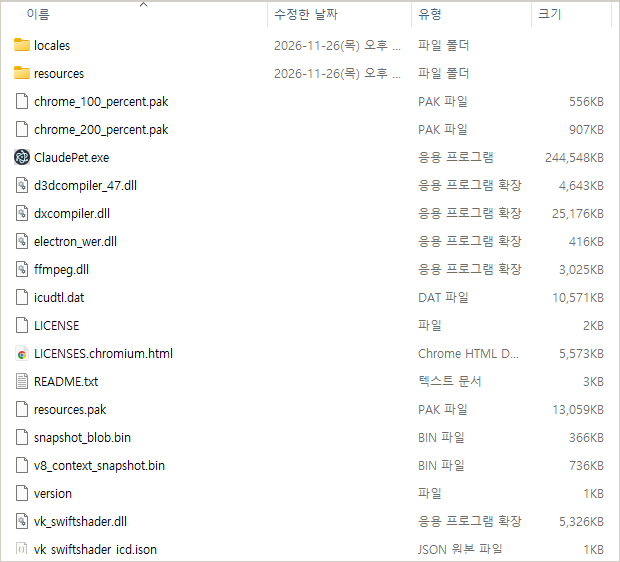 이름 수정한 날짜 유형 크기
locales 2026-11-26(목) 오후 ... 파일 폴더
resources 2026-11-26(목) 오후 ... 파일 폴더
chrome_100_percent.pak PAK 파일 556KB
chrome_200_percent.pak PAK 파일 907KB
ClaudePet.exe 응용 프로그램 244,548KB
d3dcompiler_47.dll 응용 프로그램 확장 4,643KB
dxcompiler.dll 응용 프로그램 확장 25,176KB
electron_wer.dll 응용 프로그램 확장 416KB
ffmpeg.dll 응용 프로그램 확장 3,025KB
icudtl.dat DAT 파일 10,571KB
LICENSE 파일 2KB
LICENSES.chromium.html Chrome HTML D... 5,573KB
README.txt 텍스트 문서 3KB
resources.pak PAK 파일 13,059KB
snapshot_blob.bin BIN 파일 366KB
v8_context_snapshot.bin BIN 파일 736KB
version 파일 1KB
vk_swiftshader.dll 응용 프로그램 확장 5,326KB
vk_swiftshader_icd.json JSON 원본 파일 1KB